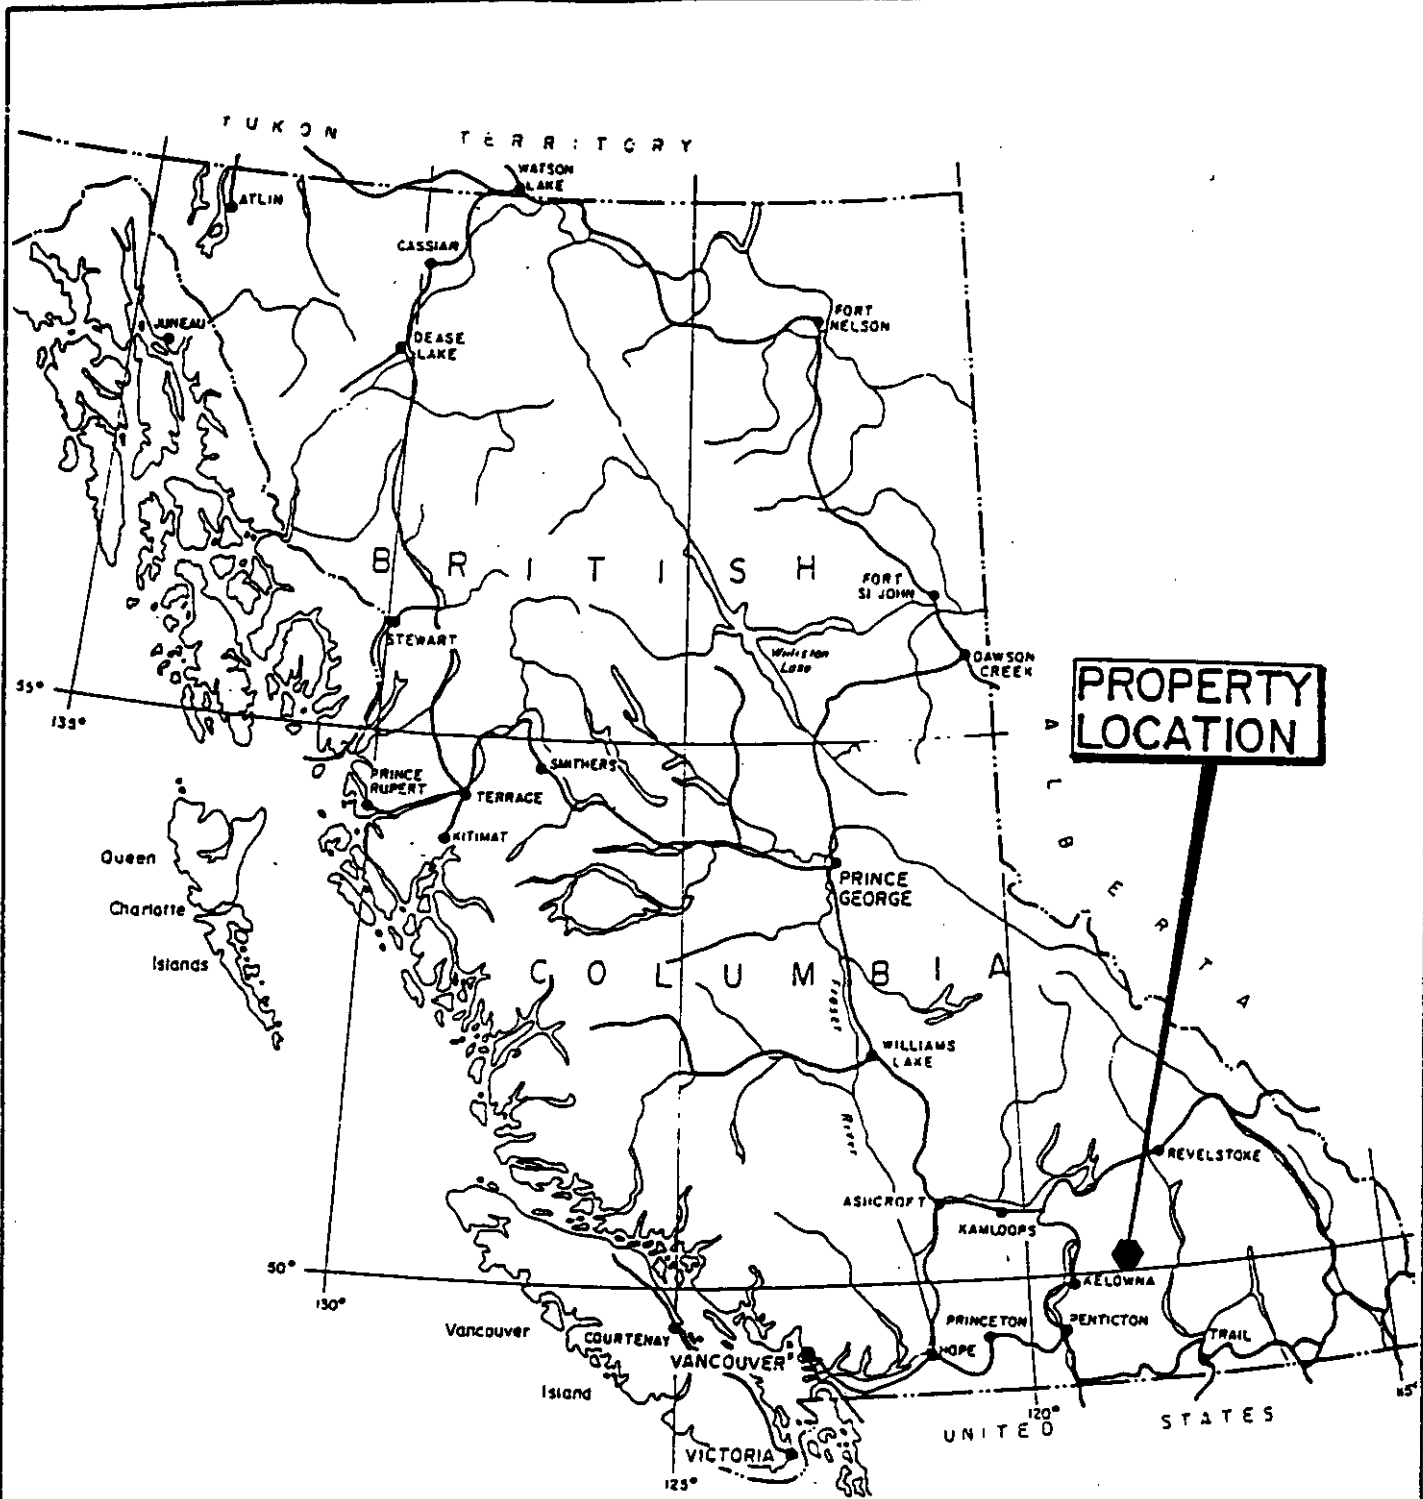 YUKON TERRITORY
WATSON
LAKE
ATLIN
CASSIAR
JUNEAU
DEASE
LAKE
FORT
NELSON
BRITISH
FORT
ST JOHN
STEWART
Williston
Lake
DAWSON
CREEK
55°
135°
PROPERTY
LOCATION
ALBERTA
PRINCE
RUPERT
SMITHERS
TERRACE
KITIMAT
Queen
Charlotte
Islands
PRINCE
GEORGE
COLUMBIA
Fraser
River
WILLIAMS
LAKE
REVELSTOKE
ASHCROFT
KAMLOOPS
50°
130°
KELOWNA
Vancouver
Island
COURTENAY
VANCOUVER
PRINCETON
PENTICTON
HOPE
TRAIL
115°
120°
UNITED STATES
VICTORIA
125°